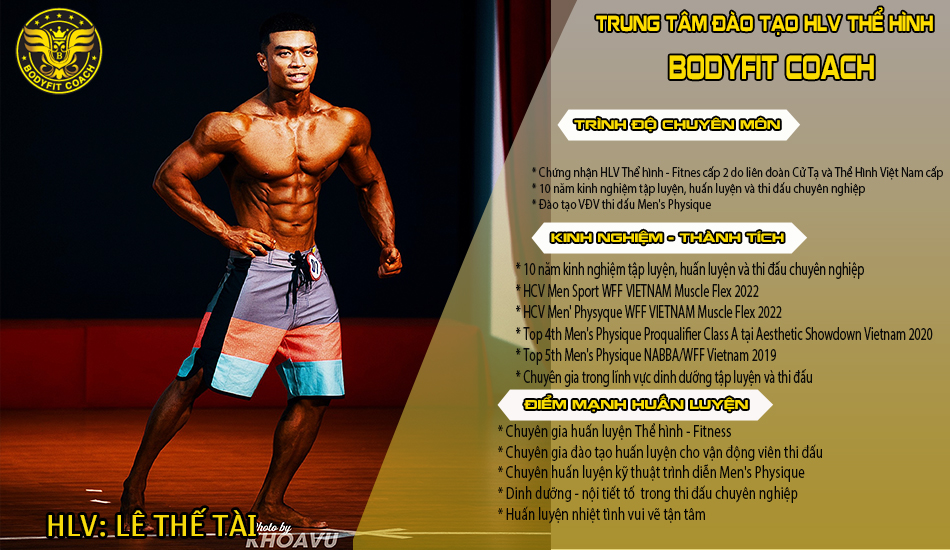 BODYFIT COACH
TRUNG TÂM ĐÀO TẠO HLV THỂ HÌNH
BODYFIT COACH
TRÌNH ĐỘ CHUYÊN MÔN
* Chứng nhận HLV Thể hình - Fitnes cấp 2 do liên đoàn Cử Tạ và Thể Hình Việt Nam cấp
* 10 năm kinh nghiệm tập luyện, huấn luyện và thi đấu chuyên nghiệp
* Đào tạo VĐV thi đấu Men's Physique
KINH NGHIỆM - THÀNH TÍCH
* 10 năm kinh nghiệm tập luyện, huấn luyện và thi đấu chuyên nghiệp
* HCV Men Sport WFF VIETNAM Muscle Flex 2022
* HCV Men' Physyque WFF VIETNAM Muscle Flex 2022
* Top 4th Men's Physique Proqualifier Class A tại Aesthetic Showdown Vietnam 2020
* Top 5th Men's Physique NABBA/WFF Vietnam 2019
* Chuyên gia trong lính vực dinh dưỡng tập luyện và thi đấu
ĐIỂM MẠNH HUẤN LUYỆN
* Chuyên gia huấn luyện Thể hình - Fitness
* Chuyên gia đào tạo huấn luyện cho vận động viên thi đấu
* Chuyên huấn luyện kỹ thuật trình diễn Men's Physique
* Dinh dưỡng - nội tiết tố trong thi đấu chuyên nghiệp
* Huấn luyện nhiệt tình vui vẽ tận tâm
HLV: LÊ THẾ TÀI
Photo by
KHOAVU